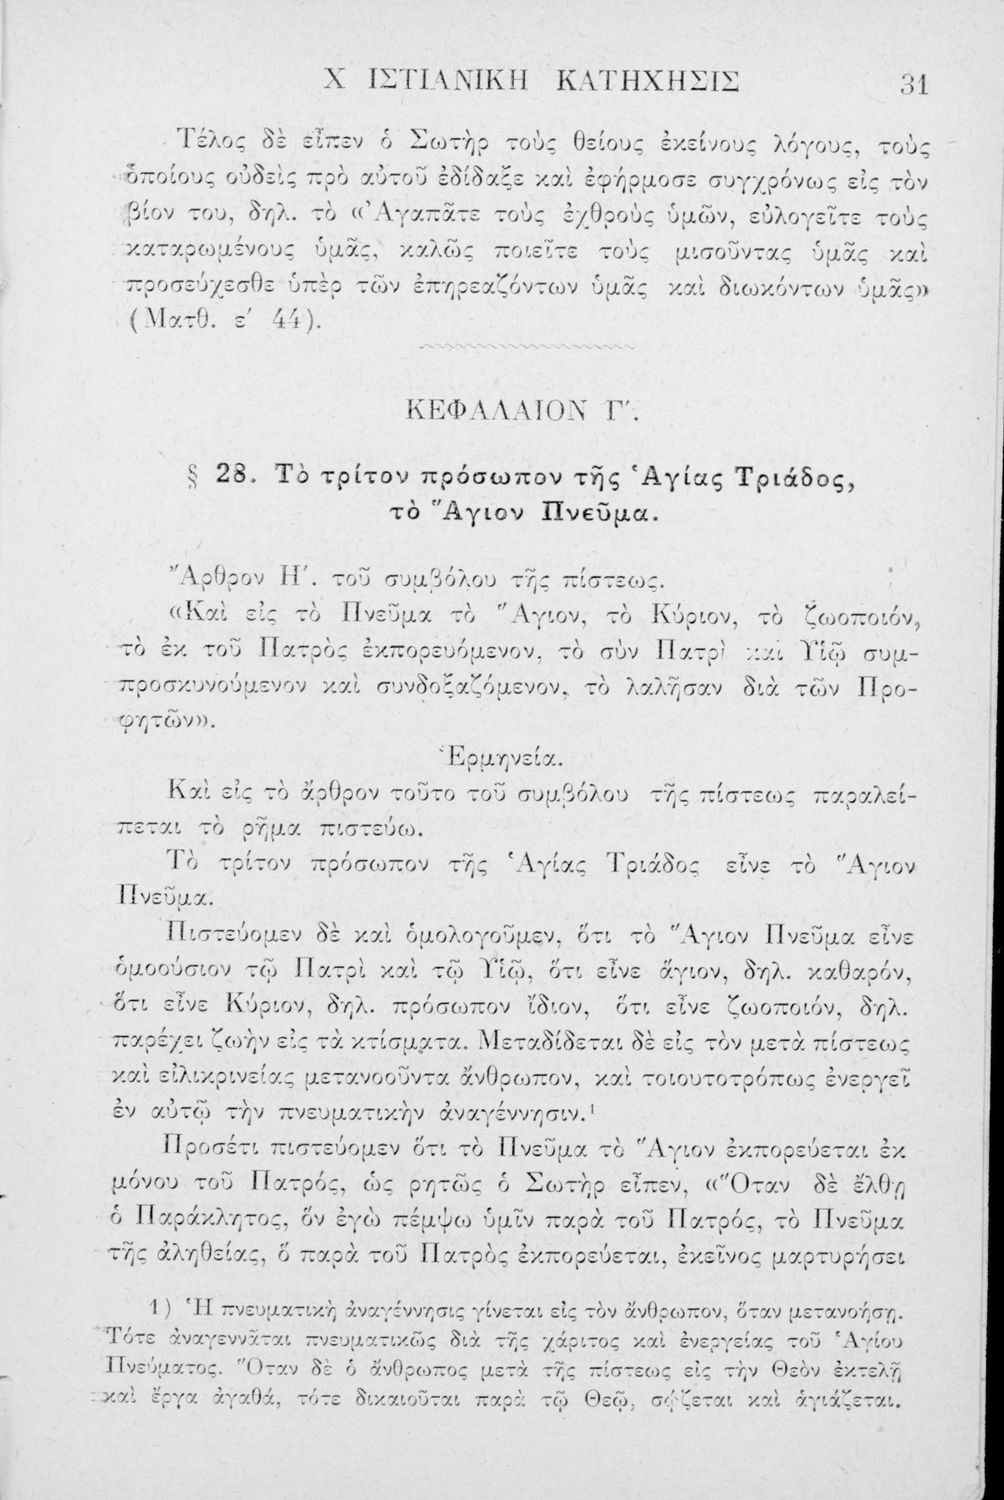 Χ ΙΣΤΙΑΝΙΚΗ ΚΑΤΗΧΗΣΙΣ 31
Τέλος δὲ εἶπεν ὁ Σωτὴρ τοὺς θείους ἐκείνους λόγους, τοὺς
ὁποίους οὐδεὶς πρὸ αὐτοῦ ἐδίδαξε καὶ ἐφήρμοσε συγχρόνως εἰς τὸν
βίον του, δηλ. τὸ «Ἀγαπᾶτε τοὺς ἐχθροὺς ὑμῶν, εὐλογεῖτε τοὺς
καταρωμένους ὑμᾶς, καλῶς ποιεῖτε τοὺς μισοῦντας ὑμᾶς καὶ
προσεύχεσθε ὑπὲρ τῶν ἐπηρεαζόντων ὑμᾶς καὶ διωκόντων ὑμᾶς»
(Ματθ. ε' 44).
ΚΕΦΑΛΑΙΟΝ Γ'.
§ 28. Τὸ τρίτον πρόσωπον τῆς Ἁγίας Τριάδος,
τὸ Ἅγιον Πνεῦμα.
Ἄρθρον Η'. τοῦ συμβόλου τῆς πίστεως.
«Καὶ εἰς τὸ Πνεῦμα τὸ Ἅγιον, τὸ Κύριον, τὸ ζωοποιόν,
τὸ ἐκ τοῦ Πατρὸς ἐκπορευόμενον, τὸ σὺν Πατρὶ καὶ Υἱῷ συμ-
προσκυνούμενον καὶ συνδοξαζόμενον, τὸ λαλῆσαν διὰ τῶν Προ-
φητῶν».
Ἑρμηνεία.
Καὶ εἰς τὸ ἄρθρον τοῦτο τοῦ συμβόλου τῆς πίστεως παραλεί-
πεται τὸ ρῆμα πιστεύω.
Τὸ τρίτον πρόσωπον τῆς Ἁγίας Τριάδος εἶνε τὸ Ἅγιον
Πνεῦμα.
Πιστεύομεν δὲ καὶ ὁμολογοῦμεν, ὅτι τὸ Ἅγιον Πνεῦμα εἶνε
ὁμοούσιον τῷ Πατρὶ καὶ τῷ Υἱῷ, ὅτι εἶνε ἅγιον, δηλ. καθαρόν,
ὅτι εἶνε Κύριον, δηλ. πρόσωπον ἴδιον, ὅτι εἶνε ζωοποιόν, δηλ.
παρέχει ζωὴν εἰς τὰ κτίσματα. Μεταδίδεται δὲ εἰς τὸν μετὰ πίστεως
καὶ εἰλικρινείας μετανοοῦντα ἄνθρωπον, καὶ τοιουτοτρόπως ἐνεργεῖ
ἐν αὐτῷ τὴν πνευματικὴν ἀναγέννησιν.¹
Προσέτι πιστεύομεν ὅτι τὸ Πνεῦμα τὸ Ἅγιον ἐκπορεύεται ἐκ
μόνου τοῦ Πατρός, ὡς ρητῶς ὁ Σωτὴρ εἶπεν, «Ὅταν δὲ ἔλθῃ
ὁ Παράκλητος, ὃν ἐγὼ πέμψω ὑμῖν παρὰ τοῦ Πατρός, τὸ Πνεῦμα
τῆς ἀληθείας, ὃ παρὰ τοῦ Πατρὸς ἐκπορεύεται, ἐκεῖνος μαρτυρήσει
1) Ἡ πνευματικὴ ἀναγέννησις γίνεται εἰς τὸν ἄνθρωπον, ὅταν μετανοήσῃ.
Τότε ἀναγεννᾶται πνευματικῶς διὰ τῆς χάριτος καὶ ἐνεργείας τοῦ Ἁγίου
Πνεύματος. Ὅταν δὲ ὁ ἄνθρωπος μετὰ τῆς πίστεως εἰς τὴν Θεὸν ἐκτελῇ
καὶ ἔργα ἀγαθά, τότε δικαιοῦται παρὰ τῷ Θεῷ, σῴζεται καὶ ἁγιάζεται.